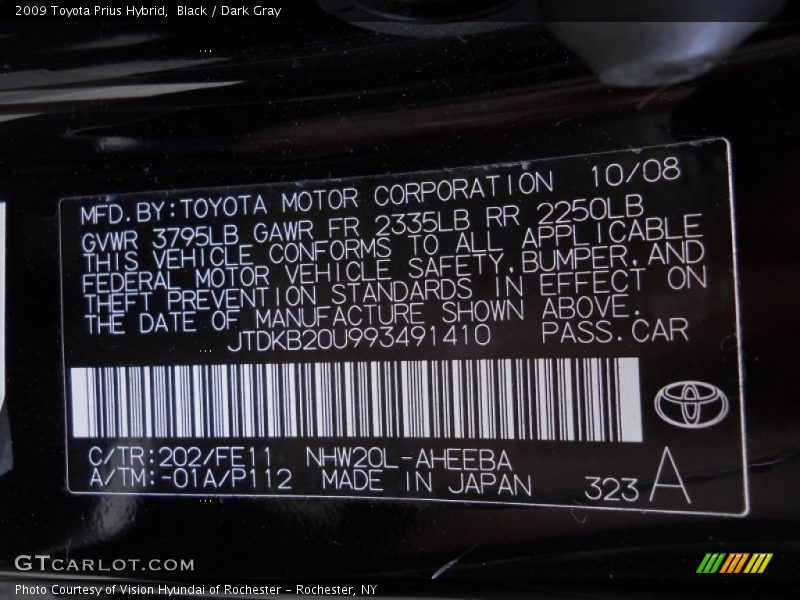 2009 Toyota Prius Hybrid,  Black / Dark Gray
MFD.BY:TOYOTA MOTOR CORPORATION 10/08
GVWR 3795LB GAWR FR 2335LB RR 2250LB
THIS VEHICLE CONFORMS TO ALL APPLICABLE
FEDERAL MOTOR VEHICLE SAFETY,BUMPER,AND
THEFT PREVENTION STANDARDS IN EFFECT ON
THE DATE OF MANUFACTURE SHOWN ABOVE.
JTDKB20U993491410 PASS.CAR
C/TR:202/FE11 NHW20L-AHEEBA
A/TM:-01A/P112 MADE IN JAPAN 323 A
GTCARLOT.COM
Photo Courtesy of Vision Hyundai of Rochester – Rochester, NY